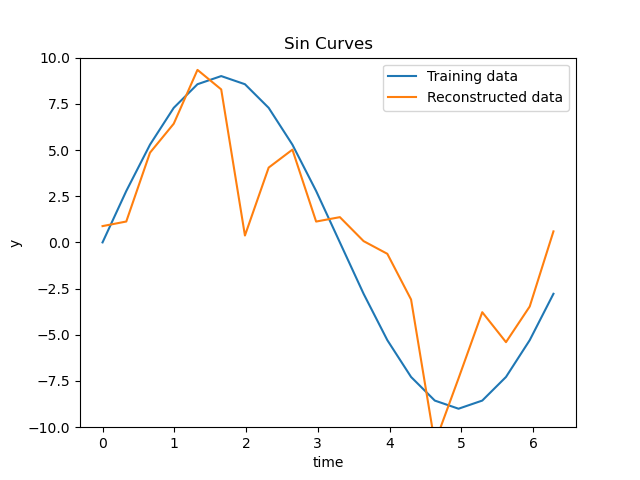 Sin Curves
Training data
Reconstructed data
10.0
7.5
5.0
2.5
0.0
−2.5
−5.0
−7.5
−10.0
y
0 1 2 3 4 5 6
time